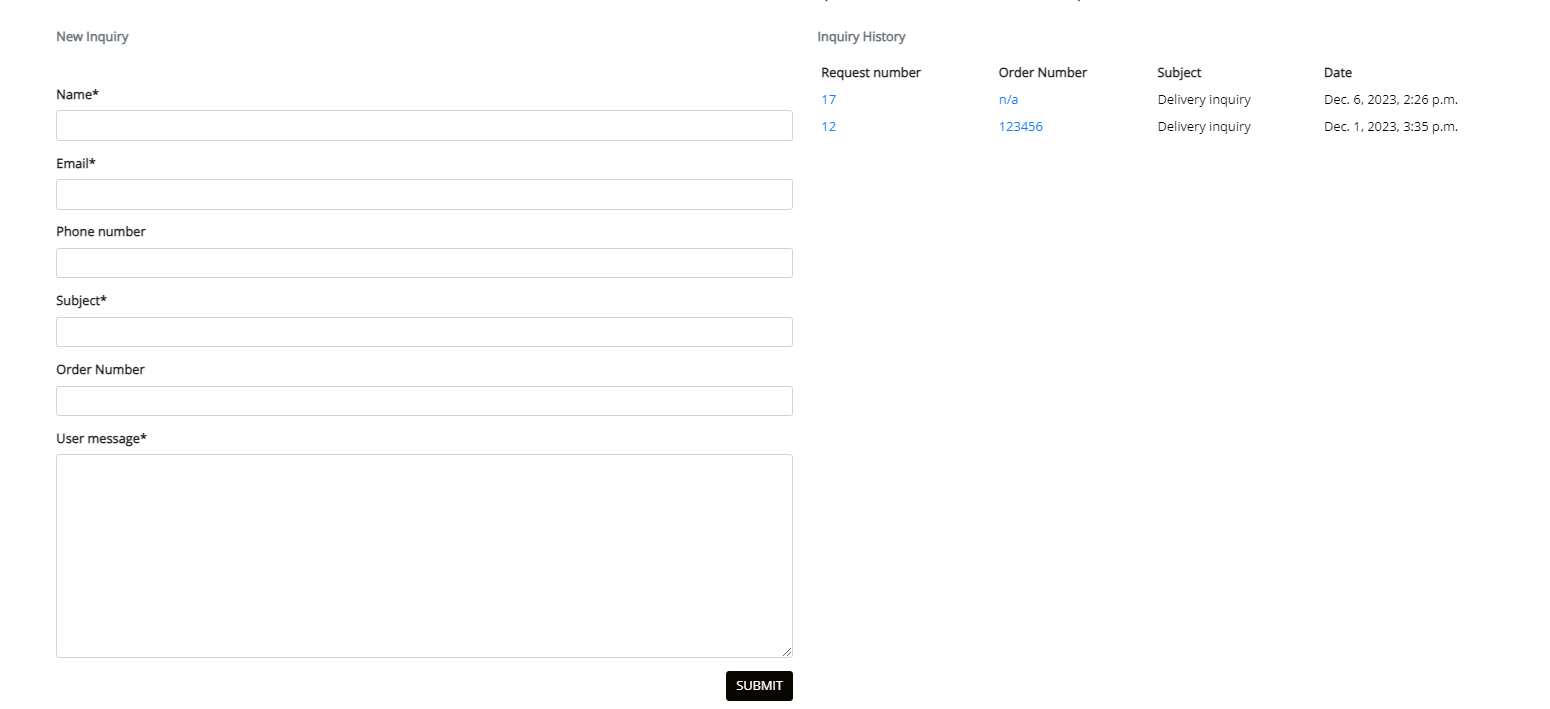 New Inquiry
Name*
Email*
Phone number
Subject*
Order Number
User message*
SUBMIT
Inquiry History
Request number Order Number Subject Date
17 n/a Delivery inquiry Dec. 6, 2023, 2:26 p.m.
12 123456 Delivery inquiry Dec. 1, 2023, 3:35 p.m.